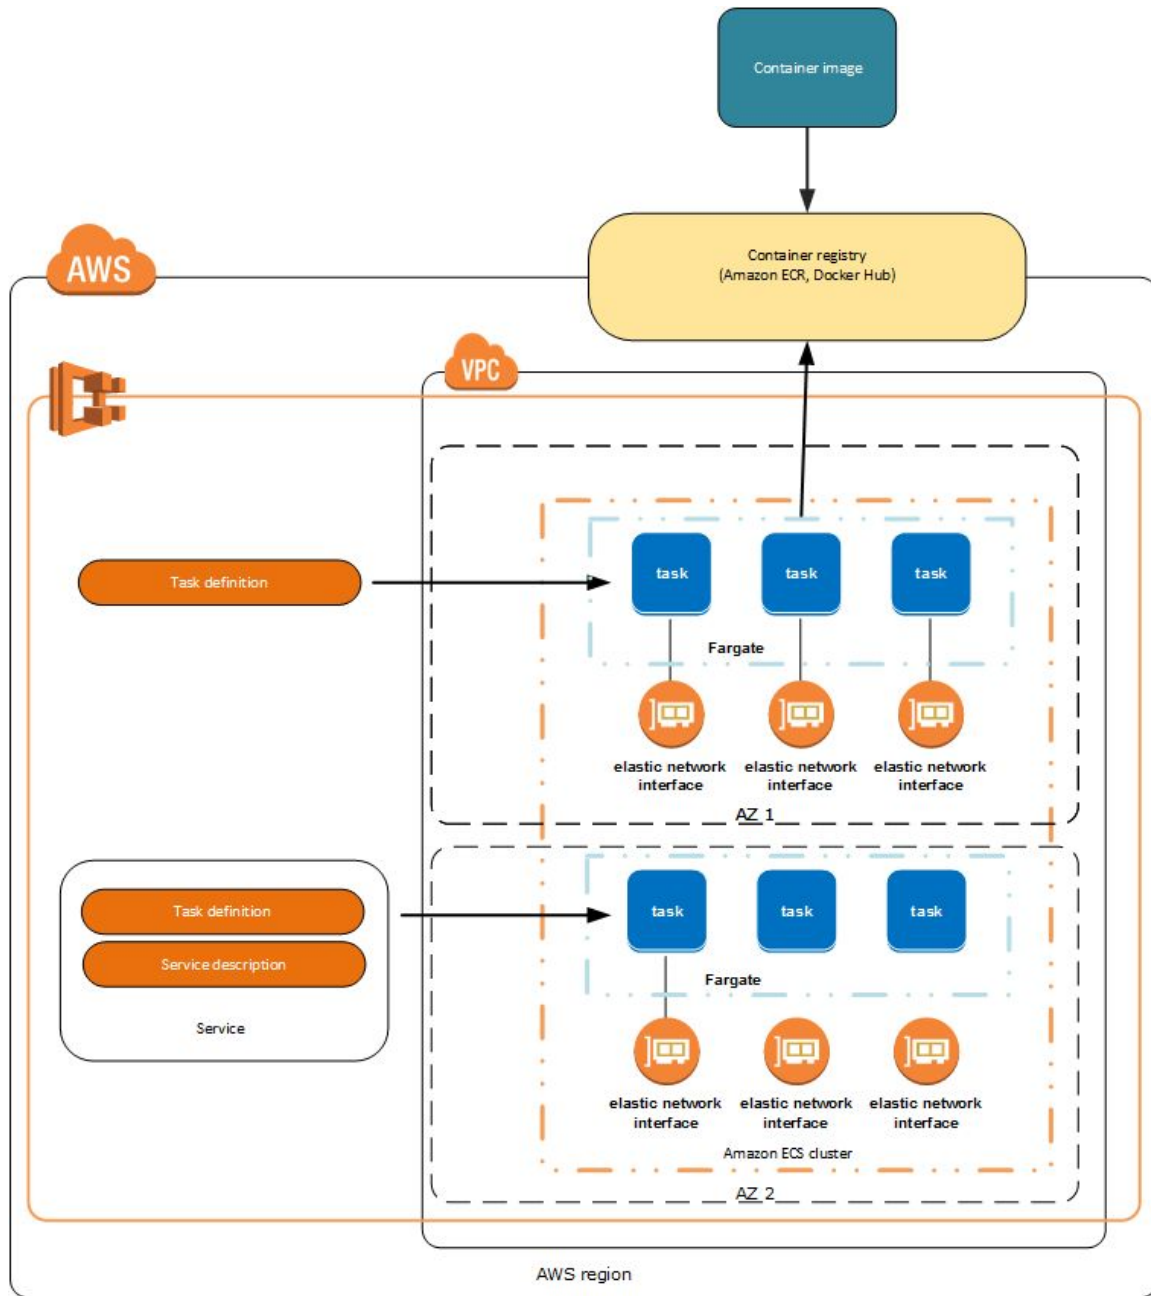 Container image
Container registry
(Amazon ECR, Docker Hub)
AWS
VPC
Task definition
task
task
task
Fargate
elastic network
interface
elastic network
interface
elastic network
interface
AZ 1
Task definition
Service description
Service
task
task
task
Fargate
elastic network
interface
elastic network
interface
elastic network
interface
Amazon ECS cluster
AZ 2
AWS region